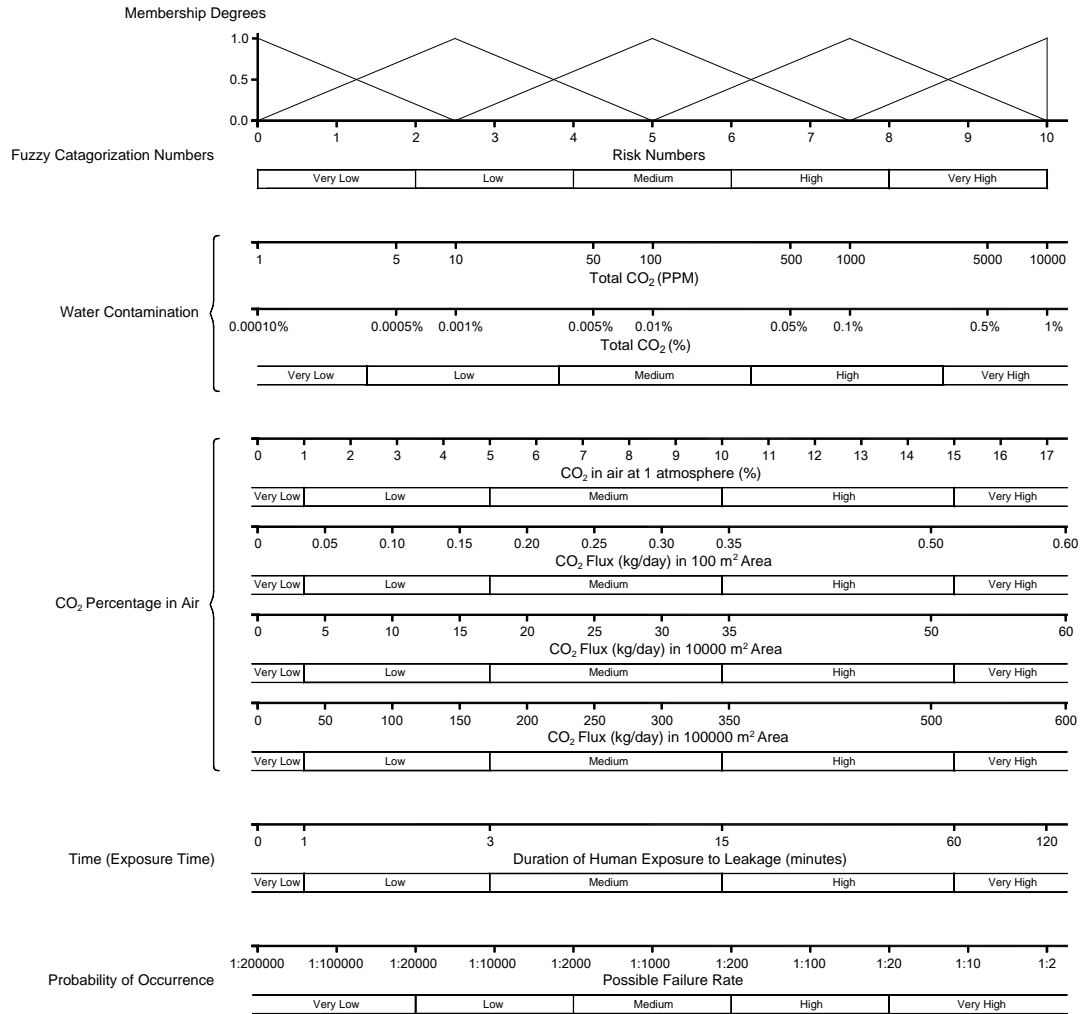 Membership Degrees
1.0
0.5
0.0
0 1 2 3 4 5 6 7 8 9 10
Fuzzy Catagorization Numbers
Risk Numbers
Very Low Low Medium High Very High
1 5 10 50 100 500 1000 5000 10000
Total CO₂ (PPM)
Water Contamination
0.00010% 0.0005% 0.001% 0.005% 0.01% 0.05% 0.1% 0.5% 1%
Total CO₂ (%)
Very Low Low Medium High Very High
0 1 2 3 4 5 6 7 8 9 10 11 12 13 14 15 16 17
CO₂ in air at 1 atmosphere (%)
Very Low Low Medium High Very High
0 0.05 0.10 0.15 0.20 0.25 0.30 0.35 0.50 0.60
CO₂ Flux (kg/day) in 100 m² Area
Very Low Low Medium High Very High
CO₂ Percentage in Air
0 5 10 15 20 25 30 35 50 60
CO₂ Flux (kg/day) in 10000 m² Area
Very Low Low Medium High Very High
0 50 100 150 200 250 300 350 500 600
CO₂ Flux (kg/day) in 100000 m² Area
Very Low Low Medium High Very High
0 1 3 15 60 120
Time (Exposure Time)
Duration of Human Exposure to Leakage (minutes)
Very Low Low Medium High Very High
1:200000 1:100000 1:20000 1:10000 1:2000 1:1000 1:200 1:100 1:20 1:10 1:2
Probability of Occurrence
Possible Failure Rate
Very Low Low Medium High Very High